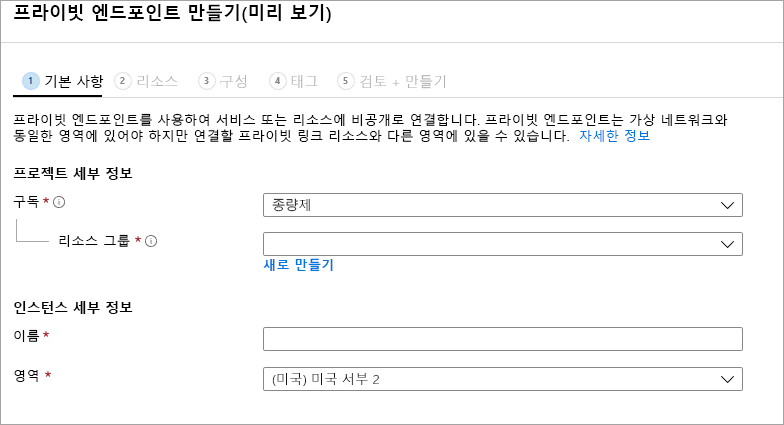 프라이빗 엔드포인트 만들기(미리 보기)
1 기본 사항 2 리소스 3 구성 4 태그 5 검토 + 만들기
프라이빗 엔드포인트를 사용하여 서비스 또는 리소스에 비공개로 연결합니다. 프라이빗 엔드포인트는 가상 네트워크와
동일한 영역에 있어야 하지만 연결할 프라이빗 링크 리소스와 다른 영역에 있을 수 있습니다. 자세한 정보
프로젝트 세부 정보
구독 * 종량제
리소스 그룹 *
새로 만들기
인스턴스 세부 정보
이름 *
영역 * (미국) 미국 서부 2